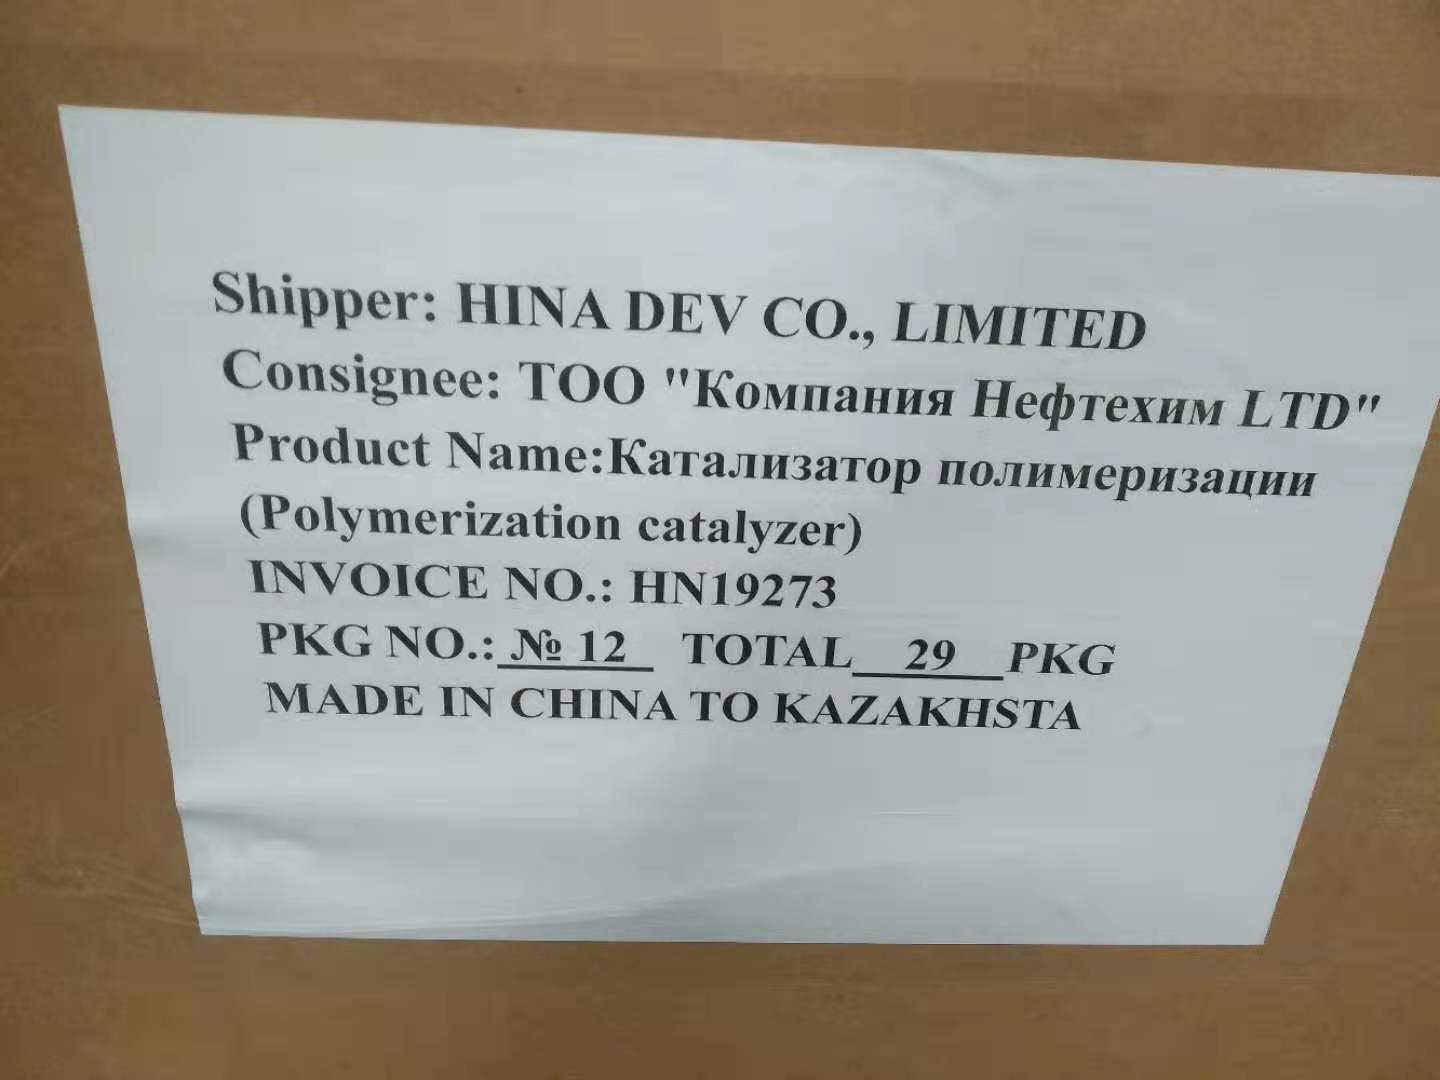 Shipper: HINA DEV CO., LIMITED
Consignee: ТОО "Компания Нефтехим LTD"
Product Name:Катализатор полимеризации
(Polymerization catalyzer)
INVOICE NO.: HN19273
PKG NO.: № 12 TOTAL 29 PKG
MADE IN CHINA TO KAZAKHSTA